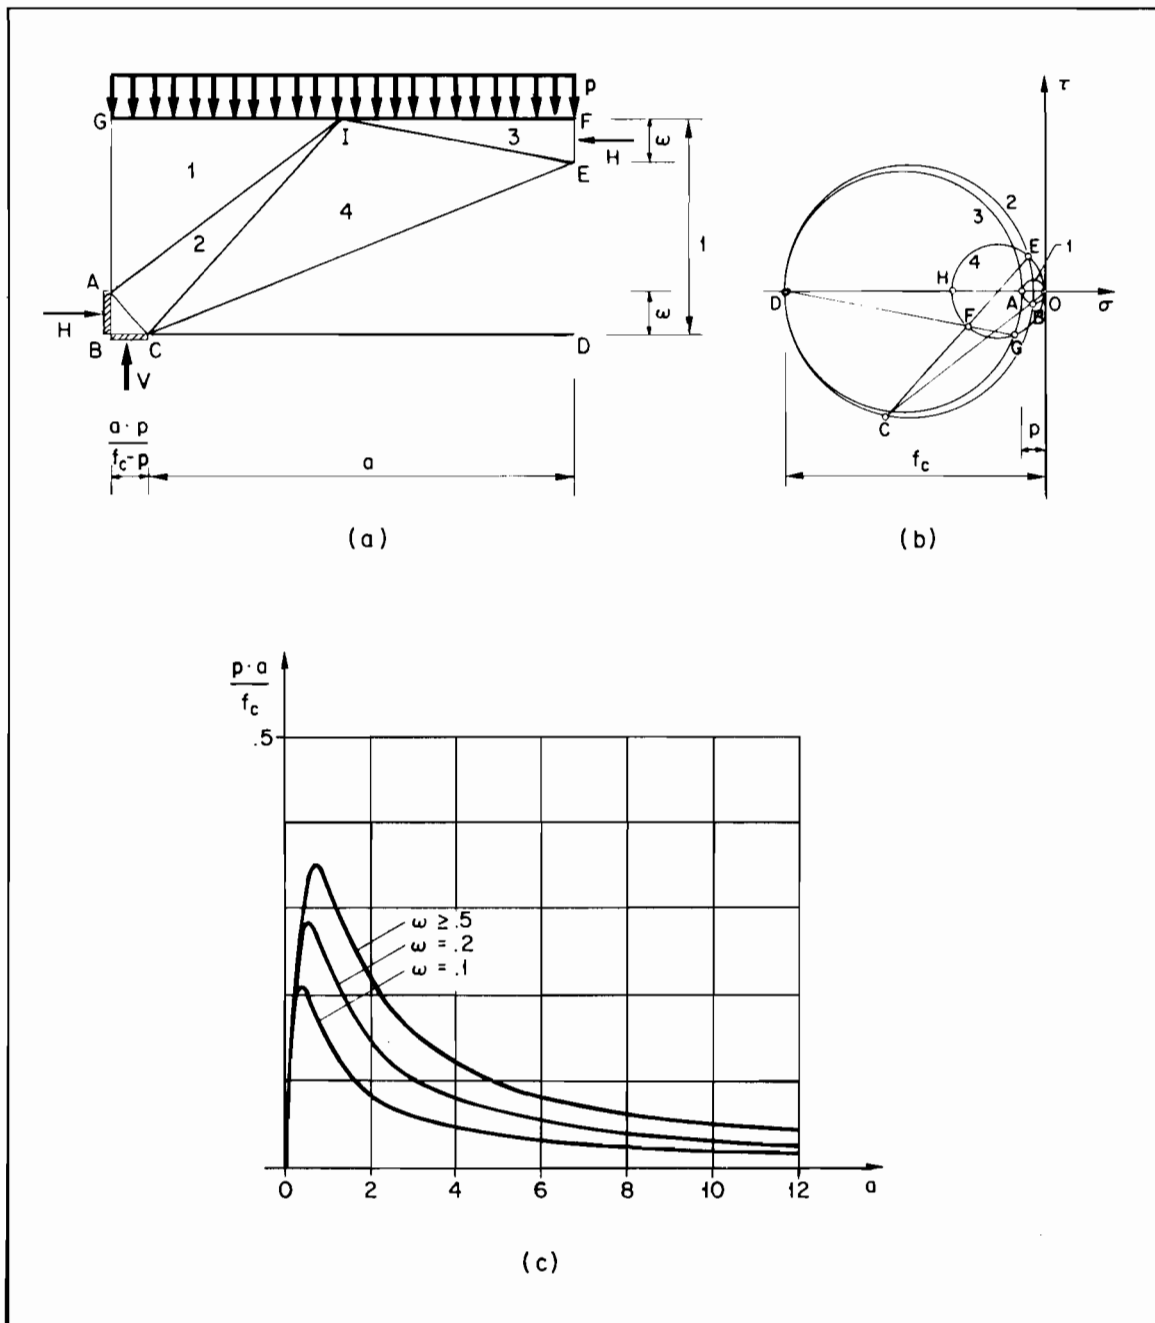 p
G
I
F
3
H
ω
E
1
4
2
1
A
ω
H
B
C
D
V
a · p
f_c-p
a
(a)
τ
2
3
E
1
4
H
D
A
O
σ
B
F
G
C
p
f_c
(b)
p · a
f_c
.5
ω ≥ .5
ω = .2
ω = .1
0
2
4
6
8
10
12
a
(c)